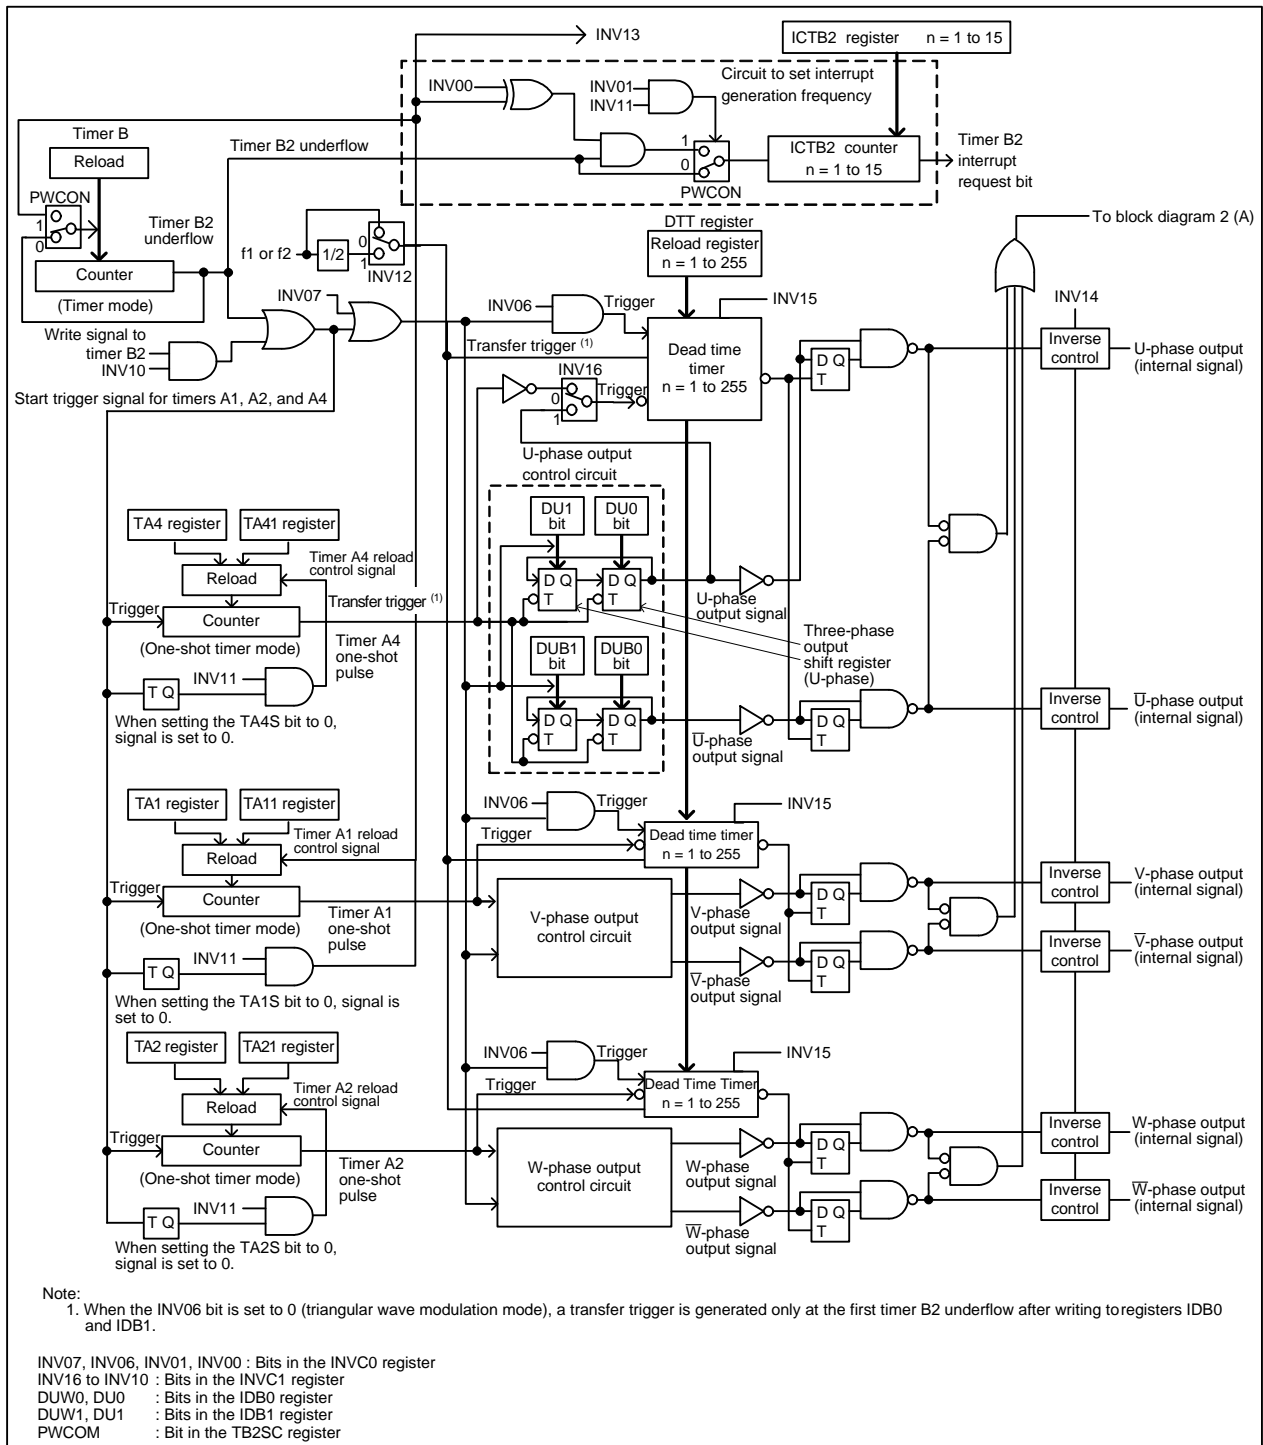 INV13
ICTB2 register n = 1 to 15
INV00
INV01
INV11
Circuit to set interrupt
generation frequency
Timer B
Reload
Timer B2 underflow
1
0
PWCON
ICTB2 counter
n = 1 to 15
Timer B2
interrupt
request bit
PWCON
1
0
Timer B2
underflow
Counter
(Timer mode)
f1 or f2
1/2
0
1
INV12
DTT register
Reload register
n = 1 to 255
To block diagram 2 (A)
INV07
INV06
Trigger
INV15
INV14
Write signal to
timer B2
INV10
Transfer trigger (1)
Dead time
timer
n = 1 to 255
D Q
T
Inverse
control
U-phase output
(internal signal)
INV16
0
1
Trigger
Start trigger signal for timers A1, A2, and A4
U-phase output
control circuit
DU1
bit
DU0
bit
TA4 register
TA41 register
Timer A4 reload
control signal
Reload
Transfer trigger (1)
D Q
T
D Q
T
U-phase
output signal
Trigger
Counter
(One-shot timer mode)
Timer A4
one-shot
pulse
Three-phase
output
shift register
(U-phase)
DUB1
bit
DUB0
bit
INV11
T Q
When setting the TA4S bit to 0,
signal is set to 0.
D Q
T
D Q
T
U̅-phase
output signal
D Q
T
Inverse
control
U̅-phase output
(internal signal)
TA1 register
TA11 register
INV06
Trigger
INV15
Timer A1 reload
control signal
Reload
Trigger
Dead time timer
n = 1 to 255
Trigger
Counter
(One-shot timer mode)
Timer A1
one-shot
pulse
V-phase output
control circuit
V-phase
output signal
D Q
T
Inverse
control
V-phase output
(internal signal)
INV11
T Q
When setting the TA1S bit to 0, signal is
set to 0.
V̅-phase
output signal
D Q
T
Inverse
control
V̅-phase output
(internal signal)
TA2 register
TA21 register
INV06
Trigger
INV15
Timer A2 reload
control signal
Reload
Trigger
Dead Time Timer
n = 1 to 255
Trigger
Counter
(One-shot timer mode)
Timer A2
one-shot
pulse
W-phase output
control circuit
W-phase
output signal
D Q
T
Inverse
control
W-phase output
(internal signal)
INV11
T Q
When setting the TA2S bit to 0,
signal is set to 0.
W̅-phase
output signal
D Q
T
Inverse
control
W̅-phase output
(internal signal)
Note:
1. When the INV06 bit is set to 0 (triangular wave modulation mode), a transfer trigger is generated only at the first timer B2 underflow after writing to registers IDB0
and IDB1.
INV07, INV06, INV01, INV00 : Bits in the INVC0 register
INV16 to INV10 : Bits in the INVC1 register
DUW0, DU0 : Bits in the IDB0 register
DUW1, DU1 : Bits in the IDB1 register
PWCOM : Bit in the TB2SC register